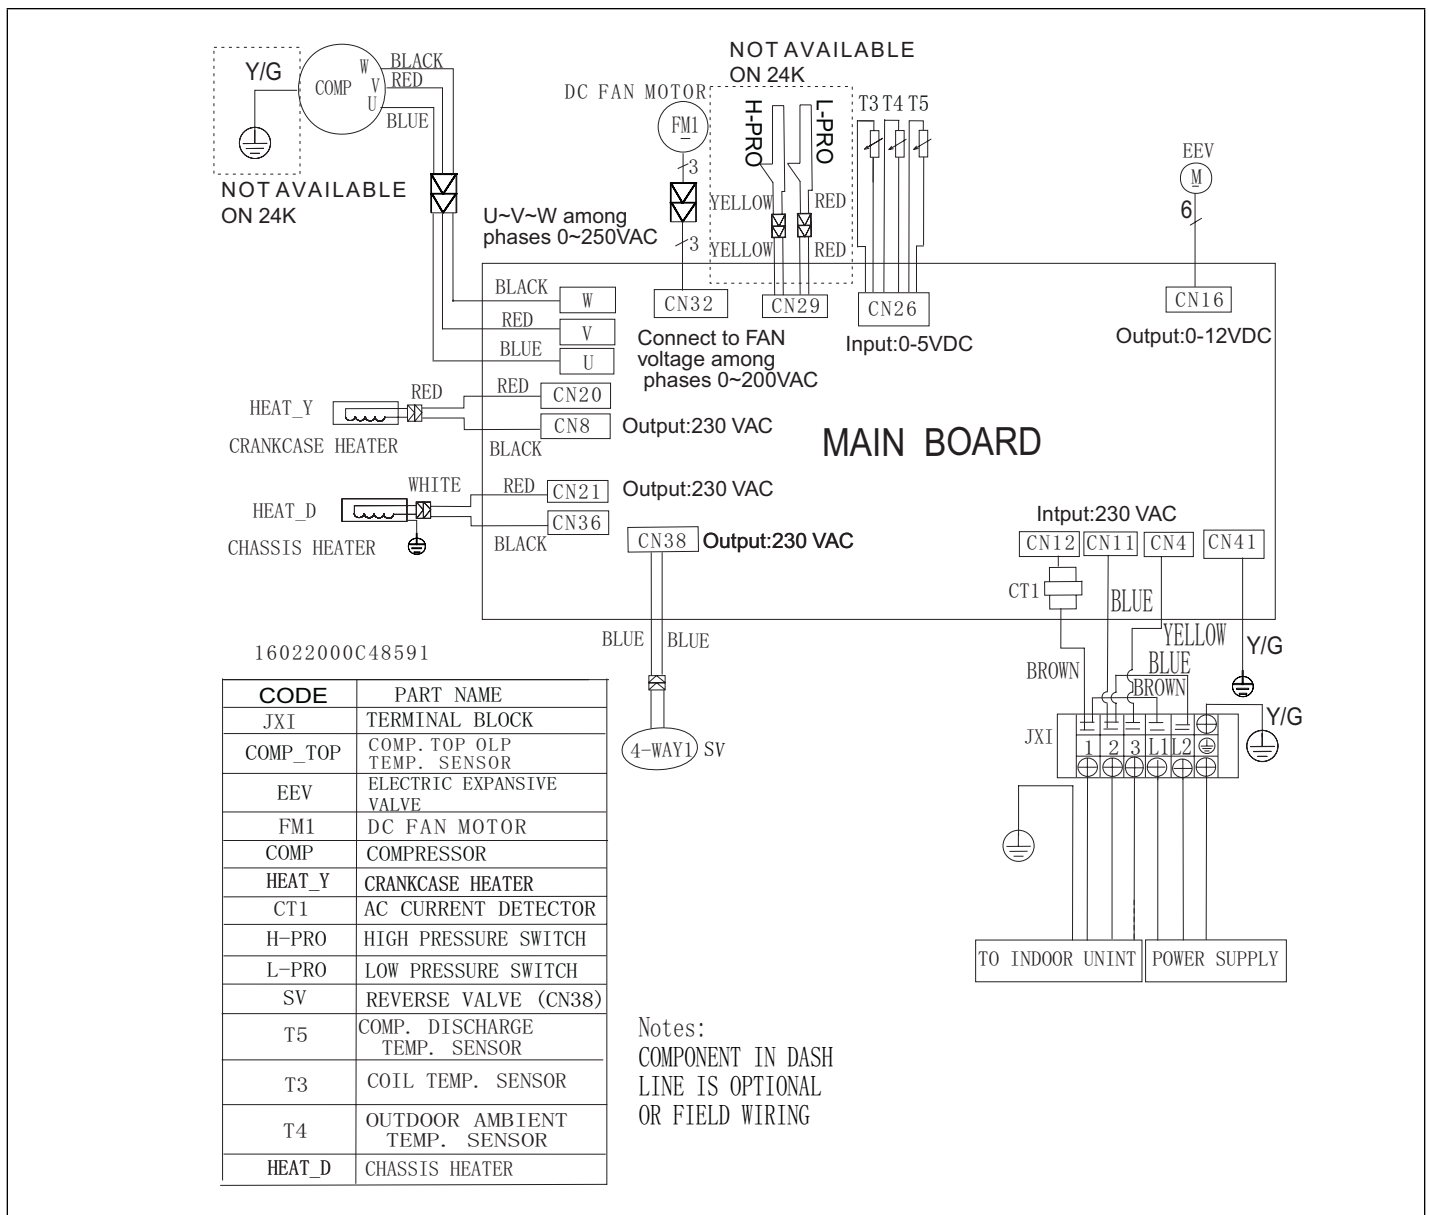 NOT AVAILABLE
ON 24K
Y/G
COMP
W
V
U
BLACK
RED
BLUE
NOT AVAILABLE
ON 24K
DC FAN MOTOR
FM1
3
3
H-PRO
L-PRO
YELLOW
RED
YELLOW
RED
T3 T4 T5
EEV
M
6
U~V~W among
phases 0~250VAC
BLACK
W
RED
V
BLUE
U
CN32
CN29
CN26
CN16
Connect to FAN
voltage among
phases 0~200VAC
Input:0-5VDC
Output:0-12VDC
HEAT_Y
RED
RED
CN20
CN8
Output:230 VAC
CRANKCASE HEATER
BLACK
MAIN BOARD
HEAT_D
WHITE
RED
CN21
Output:230 VAC
CN36
CHASSIS HEATER
BLACK
CN38
Output:230 VAC
Intput:230 VAC
CN12
CN11
CN4
CN41
CT1
BLUE
YELLOW
BLUE
BROWN
BROWN
Y/G
Y/G
BLUE
BLUE
4-WAY1
SV
JX1
1
2
3
L1
L2
TO INDOOR UNINT
POWER SUPPLY
16022000C48591
CODE PART NAME
JX1 TERMINAL BLOCK
COMP_TOP COMP.TOP OLP
TEMP. SENSOR
EEV ELECTRIC EXPANSIVE
VALVE
FM1 DC FAN MOTOR
COMP COMPRESSOR
HEAT_Y CRANKCASE HEATER
CT1 AC CURRENT DETECTOR
H-PRO HIGH PRESSURE SWITCH
L-PRO LOW PRESSURE SWITCH
SV REVERSE VALVE (CN38)
T5 COMP. DISCHARGE
TEMP. SENSOR
T3 COIL TEMP. SENSOR
T4 OUTDOOR AMBIENT
TEMP. SENSOR
HEAT_D CHASSIS HEATER
Notes:
COMPONENT IN DASH
LINE IS OPTIONAL
OR FIELD WIRING